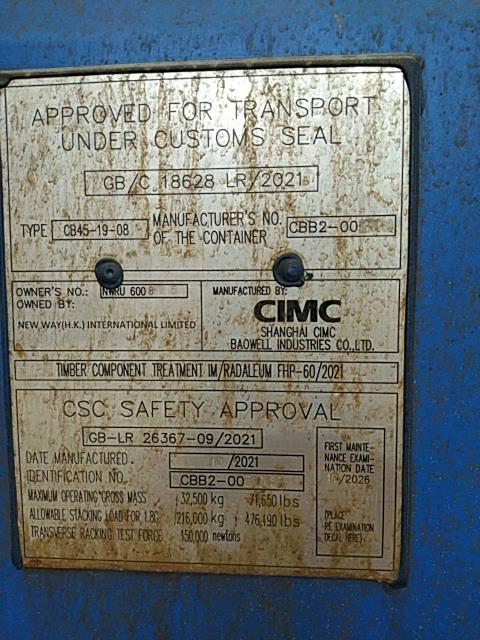 APPROVED FOR TRANSPORT
UNDER CUSTOMS SEAL
GB/C 18628 LR/2021
TYPE CB45-19-08 MANUFACTURER'S NO. OF THE CONTAINER CBB2-00
OWNER'S NO.: NWRU 600
OWNED BY:
NEW WAY(H.K.) INTERNATIONAL LIMITED
MANUFACTURED BY:
CIMC
SHANGHAI CIMC
BAOWELL INDUSTRIES CO.,LTD.
TIMBER COMPONENT TREATMENT IM/RADALEUM FHP-60/2021
CSC SAFETY APPROVAL
GB-LR 26367-09/2021
DATE MANUFACTURED. /2021
IDENTIFICATION NO. CBB2-00
MAXIMUM OPERATING GROSS MASS 32,500 kg 71,650 lbs
ALLOWABLE STACKING LOAD FOR 1.8G 216,000 kg 476,190 lbs
TRANSVERSE RACKING TEST FORCE 150,000 newtons
FIRST MAINTE-
NANCE EXAMI-
NATION DATE
/2026
(PLACE
RE EXAMINATION
DECAL HERE)